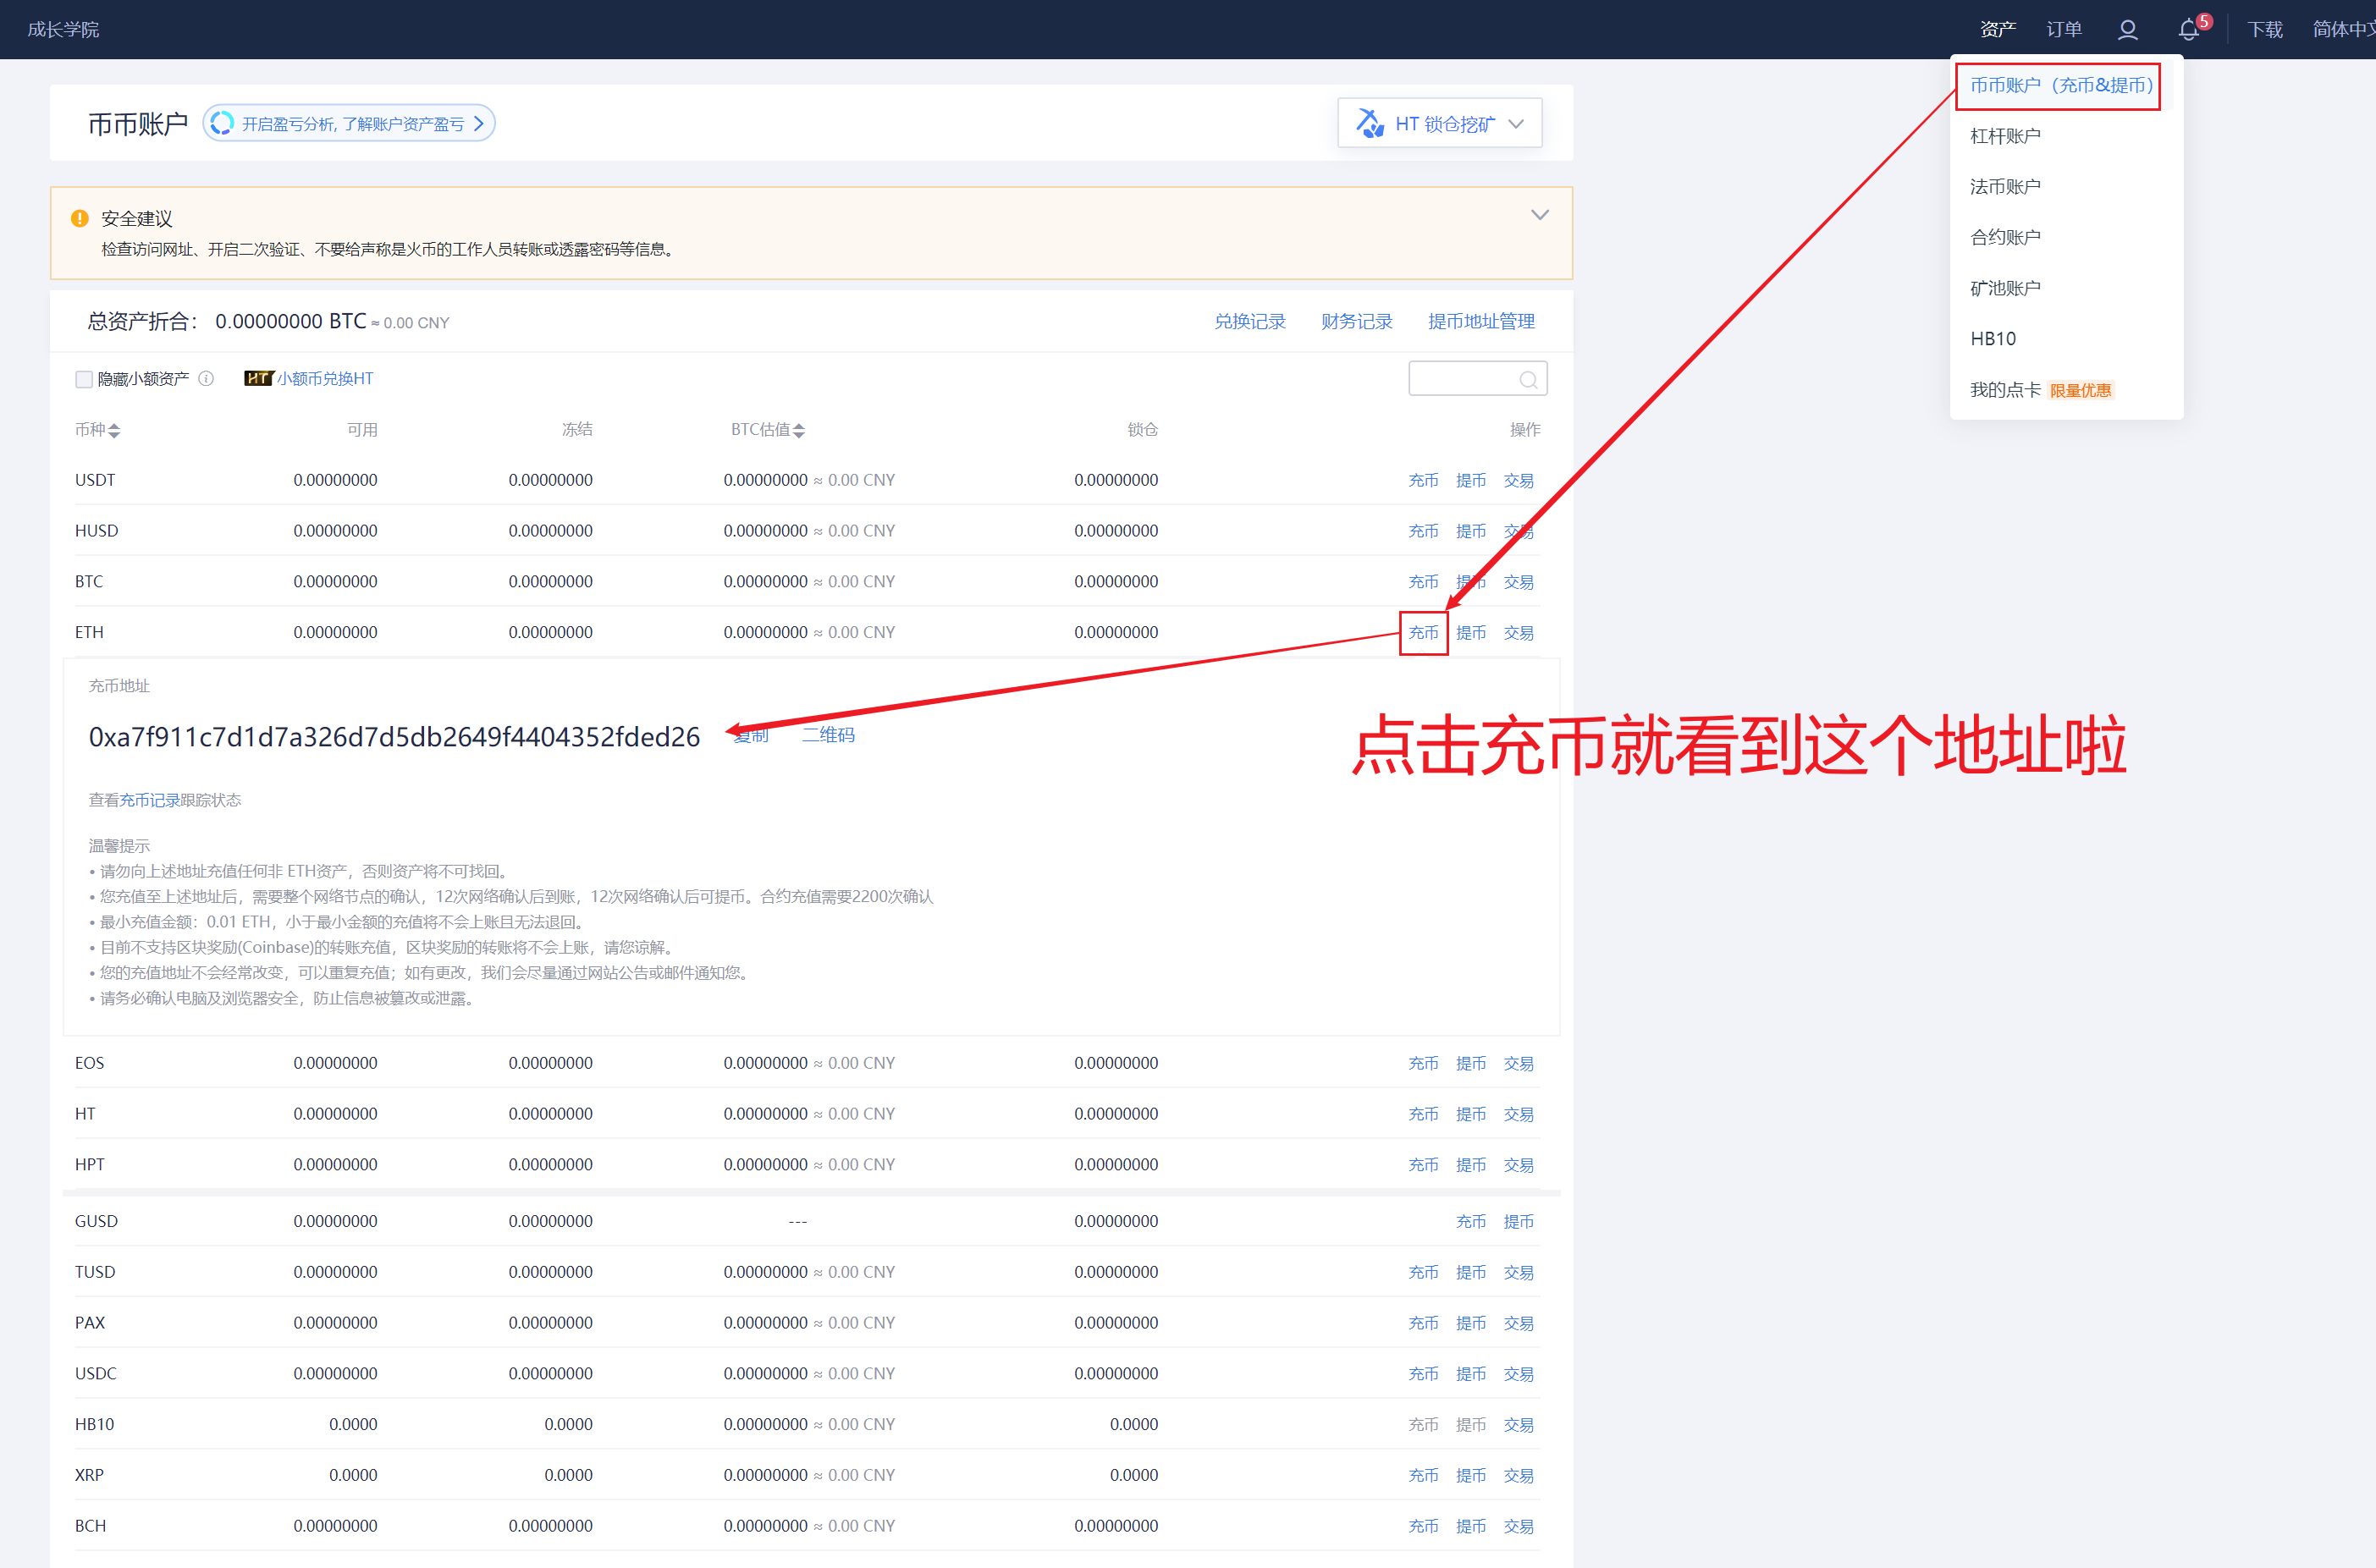 成长学院
资产 订单 5 下载 简体中文
币币账户（充币&提币）
杠杆账户
法币账户
合约账户
矿池账户
HB10
我的点卡 限量优惠
币币账户 开启盈亏分析, 了解账户资产盈亏
HT 锁仓挖矿
安全建议
检查访问网址、开启二次验证、不要给声称是火币的工作人员转账或透露密码等信息。
总资产折合： 0.00000000 BTC ≈ 0.00 CNY
兑换记录 财务记录 提币地址管理
隐藏小额资产 HT 小额币兑换HT
币种 可用 冻结 BTC估值 锁仓 操作
USDT 0.00000000 0.00000000 0.00000000 ≈ 0.00 CNY 0.00000000 充币 提币 交易
HUSD 0.00000000 0.00000000 0.00000000 ≈ 0.00 CNY 0.00000000 充币 提币 交易
BTC 0.00000000 0.00000000 0.00000000 ≈ 0.00 CNY 0.00000000 充币 提币 交易
ETH 0.00000000 0.00000000 0.00000000 ≈ 0.00 CNY 0.00000000 充币 提币 交易
充币地址
0xa7f911c7d1d7a326d7d5db2649f4404352fded26 复制 二维码
点击充币就看到这个地址啦
查看充币记录跟踪状态
温馨提示
• 请勿向上述地址充值任何非 ETH资产，否则资产将不可找回。
• 您充值至上述地址后，需要整个网络节点的确认，12次网络确认后到账，12次网络确认后可提币。合约充值需要2200次确认
• 最小充值金额：0.01 ETH，小于最小金额的充值将不会上账且无法退回。
• 目前不支持区块奖励(Coinbase)的转账充值，区块奖励的转账将不会上账，请您谅解。
• 您的充值地址不会经常改变，可以重复充值；如有更改，我们会尽量通过网站公告或邮件通知您。
• 请务必确认电脑及浏览器安全，防止信息被篡改或泄露。
EOS 0.00000000 0.00000000 0.00000000 ≈ 0.00 CNY 0.00000000 充币 提币 交易
HT 0.00000000 0.00000000 0.00000000 ≈ 0.00 CNY 0.00000000 充币 提币 交易
HPT 0.00000000 0.00000000 0.00000000 ≈ 0.00 CNY 0.00000000 充币 提币 交易
GUSD 0.00000000 0.00000000 --- 0.00000000 充币 提币
TUSD 0.00000000 0.00000000 0.00000000 ≈ 0.00 CNY 0.00000000 充币 提币 交易
PAX 0.00000000 0.00000000 0.00000000 ≈ 0.00 CNY 0.00000000 充币 提币 交易
USDC 0.00000000 0.00000000 0.00000000 ≈ 0.00 CNY 0.00000000 充币 提币 交易
HB10 0.0000 0.0000 0.00000000 ≈ 0.00 CNY 0.0000 充币 提币 交易
XRP 0.0000 0.0000 0.00000000 ≈ 0.00 CNY 0.0000 充币 提币 交易
BCH 0.00000000 0.00000000 0.00000000 ≈ 0.00 CNY 0.00000000 充币 提币 交易